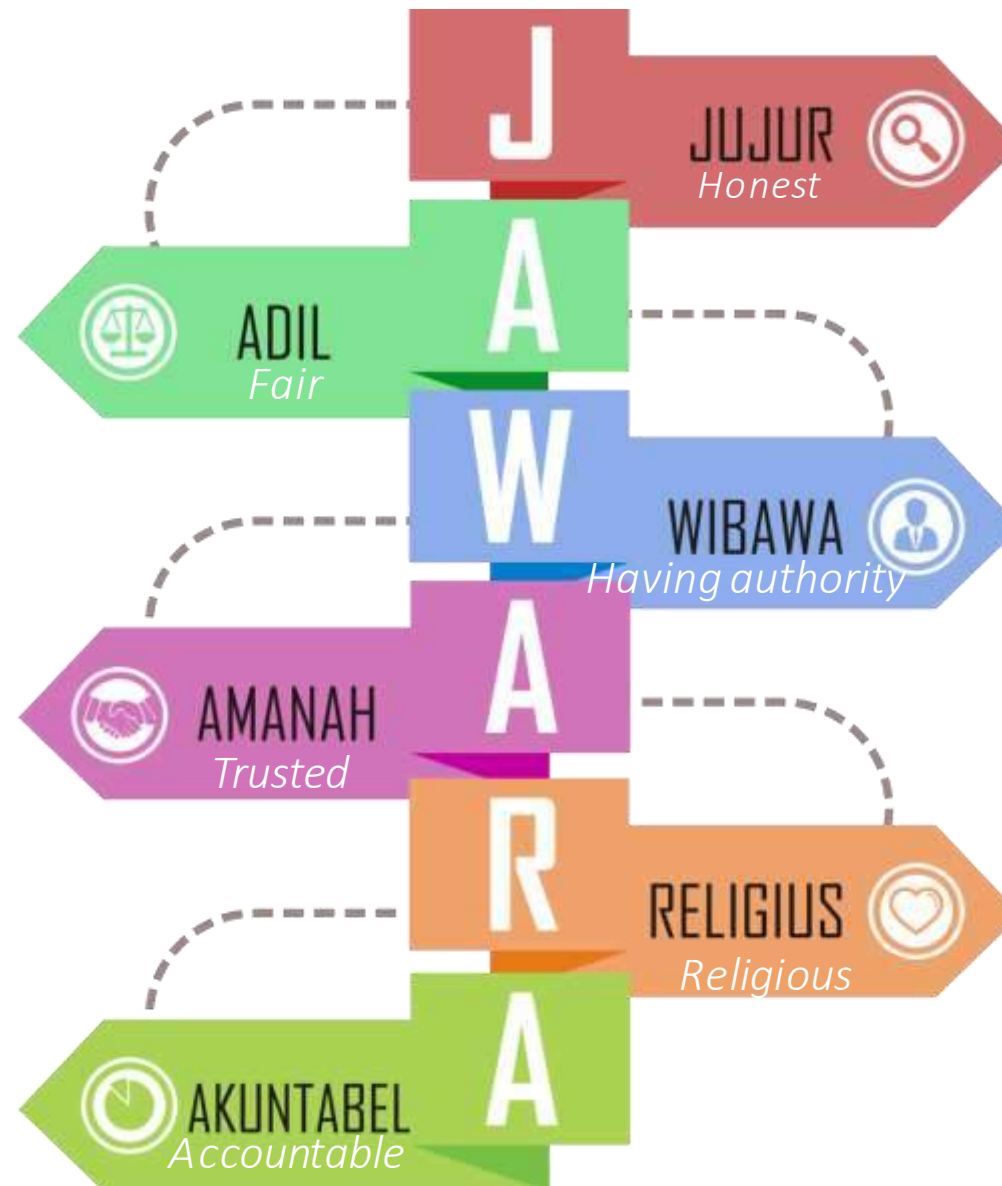 J
JUJUR
Honest
A
ADIL
Fair
W
WIBAWA
Having authority
A
AMANAH
Trusted
R
RELIGIUS
Religious
A
AKUNTABEL
Accountable